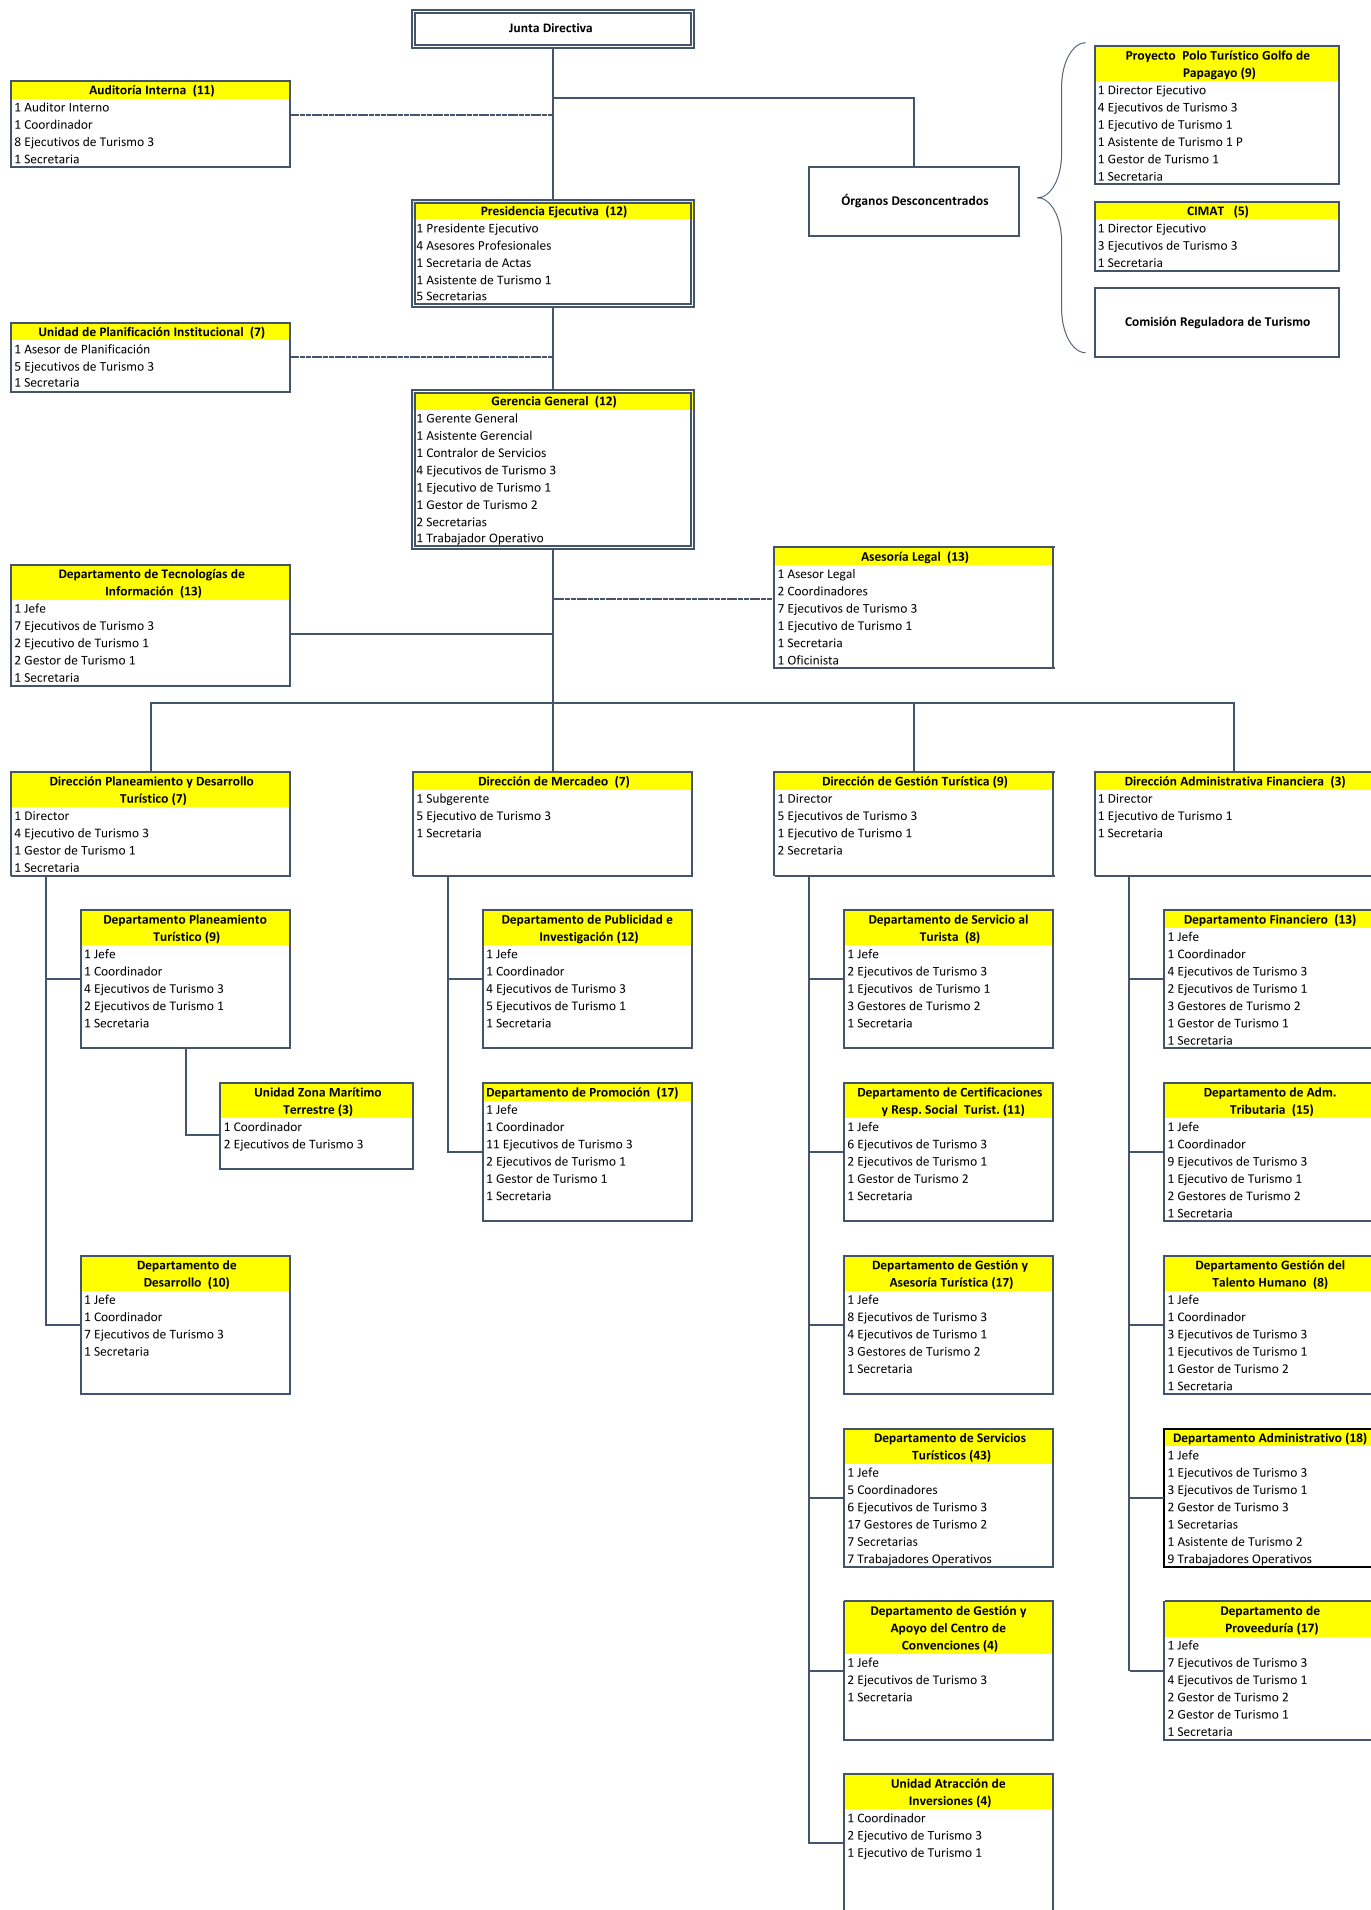 Junta Directiva
Auditoría Interna (11)
1 Auditor Interno
1 Coordinador
8 Ejecutivos de Turismo 3
1 Secretaria
Proyecto Polo Turístico Golfo de
Papagayo (9)
1 Director Ejecutivo
4 Ejecutivos de Turismo 3
1 Ejecutivo de Turismo 1
1 Asistente de Turismo 1 P
1 Gestor de Turismo 1
1 Secretaria
Órganos Desconcentrados
CIMAT (5)
1 Director Ejecutivo
3 Ejecutivos de Turismo 3
1 Secretaria
Comisión Reguladora de Turismo
Presidencia Ejecutiva (12)
1 Presidente Ejecutivo
4 Asesores Profesionales
1 Secretaria de Actas
1 Asistente de Turismo 1
5 Secretarias
Unidad de Planificación Institucional (7)
1 Asesor de Planificación
5 Ejecutivos de Turismo 3
1 Secretaria
Gerencia General (12)
1 Gerente General
1 Asistente Gerencial
1 Contralor de Servicios
4 Ejecutivos de Turismo 3
1 Ejecutivo de Turismo 1
1 Gestor de Turismo 2
2 Secretarias
1 Trabajador Operativo
Asesoría Legal (13)
1 Asesor Legal
2 Coordinadores
7 Ejecutivos de Turismo 3
1 Ejecutivo de Turismo 1
1 Secretaria
1 Oficinista
Departamento de Tecnologías de
Información (13)
1 Jefe
7 Ejecutivos de Turismo 3
2 Ejecutivo de Turismo 1
2 Gestor de Turismo 1
1 Secretaria
Dirección Planeamiento y Desarrollo
Turístico (7)
1 Director
4 Ejecutivo de Turismo 3
1 Gestor de Turismo 1
1 Secretaria
Departamento Planeamiento
Turístico (9)
1 Jefe
1 Coordinador
4 Ejecutivos de Turismo 3
2 Ejecutivos de Turismo 1
1 Secretaria
Unidad Zona Marítimo
Terrestre (3)
1 Coordinador
2 Ejecutivos de Turismo 3
Departamento de
Desarrollo (10)
1 Jefe
1 Coordinador
7 Ejecutivos de Turismo 3
1 Secretaria
Dirección de Mercadeo (7)
1 Subgerente
5 Ejecutivo de Turismo 3
1 Secretaria
Departamento de Publicidad e
Investigación (12)
1 Jefe
1 Coordinador
4 Ejecutivos de Turismo 3
5 Ejecutivos de Turismo 1
1 Secretaria
Departamento de Promoción (17)
1 Jefe
1 Coordinador
11 Ejecutivos de Turismo 3
2 Ejecutivos de Turismo 1
1 Gestor de Turismo 1
1 Secretaria
Dirección de Gestión Turística (9)
1 Director
5 Ejecutivos de Turismo 3
1 Ejecutivo de Turismo 1
2 Secretaria
Departamento de Servicio al
Turista (8)
1 Jefe
2 Ejecutivos de Turismo 3
1 Ejecutivos de Turismo 1
3 Gestores de Turismo 2
1 Secretaria
Departamento de Certificaciones
y Resp. Social Turist. (11)
1 Jefe
6 Ejecutivos de Turismo 3
2 Ejecutivos de Turismo 1
1 Gestor de Turismo 2
1 Secretaria
Departamento de Gestión y
Asesoría Turística (17)
1 Jefe
8 Ejecutivos de Turismo 3
4 Ejecutivos de Turismo 1
3 Gestores de Turismo 2
1 Secretaria
Departamento de Servicios
Turísticos (43)
1 Jefe
5 Coordinadores
6 Ejecutivos de Turismo 3
17 Gestores de Turismo 2
7 Secretarias
7 Trabajadores Operativos
Departamento de Gestión y
Apoyo del Centro de
Convenciones (4)
1 Jefe
2 Ejecutivos de Turismo 3
1 Secretaria
Unidad Atracción de
Inversiones (4)
1 Coordinador
2 Ejecutivo de Turismo 3
1 Ejecutivo de Turismo 1
Dirección Administrativa Financiera (3)
1 Director
1 Ejecutivo de Turismo 1
1 Secretaria
Departamento Financiero (13)
1 Jefe
1 Coordinador
4 Ejecutivos de Turismo 3
2 Ejecutivos de Turismo 1
3 Gestores de Turismo 2
1 Gestor de Turismo 1
1 Secretaria
Departamento de Adm.
Tributaria (15)
1 Jefe
1 Coordinador
9 Ejecutivos de Turismo 3
1 Ejecutivo de Turismo 1
2 Gestores de Turismo 2
1 Secretaria
Departamento Gestión del
Talento Humano (8)
1 Jefe
1 Coordinador
3 Ejecutivos de Turismo 3
1 Ejecutivos de Turismo 1
1 Gestor de Turismo 2
1 Secretaria
Departamento Administrativo (18)
1 Jefe
1 Ejecutivos de Turismo 3
3 Ejecutivos de Turismo 1
2 Gestor de Turismo 3
1 Secretarias
1 Asistente de Turismo 2
9 Trabajadores Operativos
Departamento de
Proveeduría (17)
1 Jefe
7 Ejecutivos de Turismo 3
4 Ejecutivos de Turismo 1
2 Gestor de Turismo 2
2 Gestor de Turismo 1
1 Secretaria